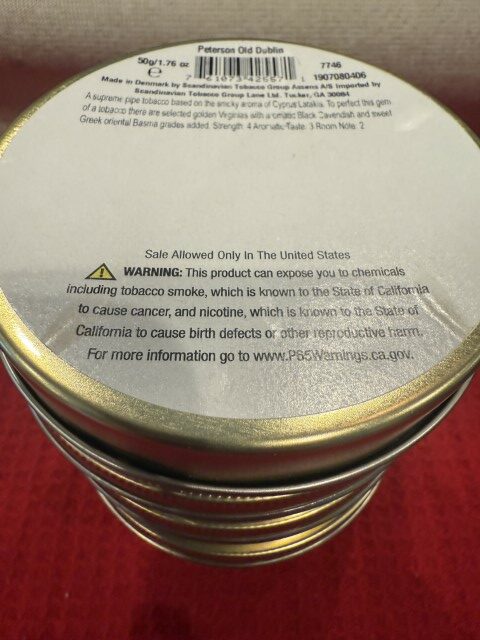 Peterson Old Dublin
50g/1.76 oz
7746
℮
7 61073 42657 1
1907080406
Made in Denmark by Scandinavian Tobacco Group Assens A/S Imported by
Scandinavian Tobacco Group Lane Ltd. Tucker, GA 30084
A supreme pipe tobacco based on the smoky aroma of Cyprus Latakia. To perfect this gem
of a tobacco there are selected golden Virginias with aromatic Black Cavendish and sweet
Greek oriental Basma grades added. Strength: 4 Aromatic Taste: 3 Room Note: 2
Sale Allowed Only In The United States
WARNING: This product can expose you to chemicals
including tobacco smoke, which is known to the State of California
to cause cancer, and nicotine, which is known to the State of
California to cause birth defects or other reproductive harm.
For more information go to www.P65Warnings.ca.gov.